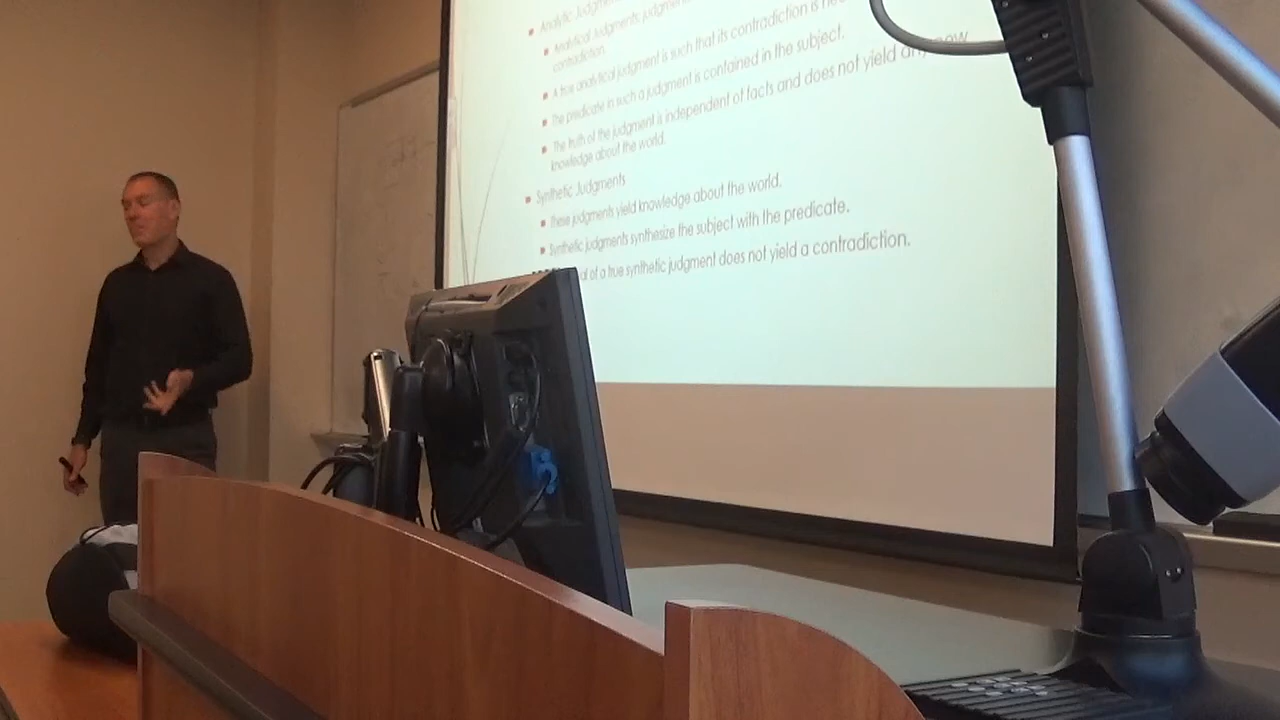 Analytic Judgme
Analytical Judgments: judgmen
contradiction.
A true analytical judgment is such that its contradiction is
The predicate in such a judgment is contained in the subject.
The truth of the judgment is independent of facts and does not yield any new
knowledge about the world.
Synthetic Judgments
These judgments yield knowledge about the world.
Synthetic judgments synthesize the subject with the predicate.
of a true synthetic judgment does not yield a contradiction.